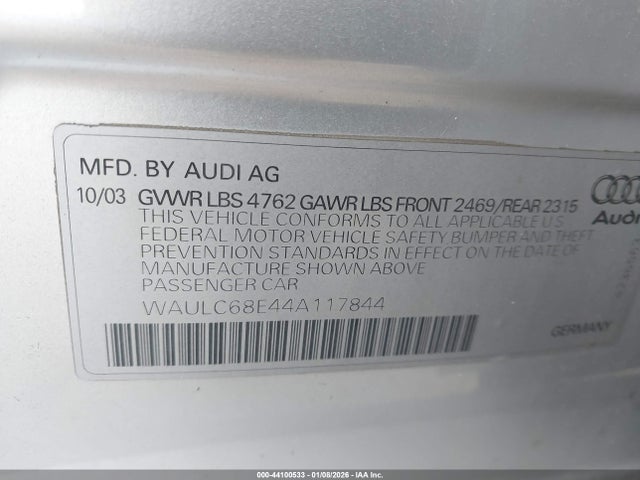 MFD. BY AUDI AG
10/03 GVWR LBS 4762 GAWR LBS FRONT 2469/REAR 2315
THIS VEHICLE CONFORMS TO ALL APPLICABLE U.S
FEDERAL MOTOR VEHICLE SAFETY BUMPER AND THEFT
PREVENTION STANDARDS IN EFFECT ON THE DATE OF
MANUFACTURE SHOWN ABOVE
PASSENGER CAR
WAULC68E44A117844
Audi
GERMANY
000-44100533 - 01/08/2026 - IAA Inc.